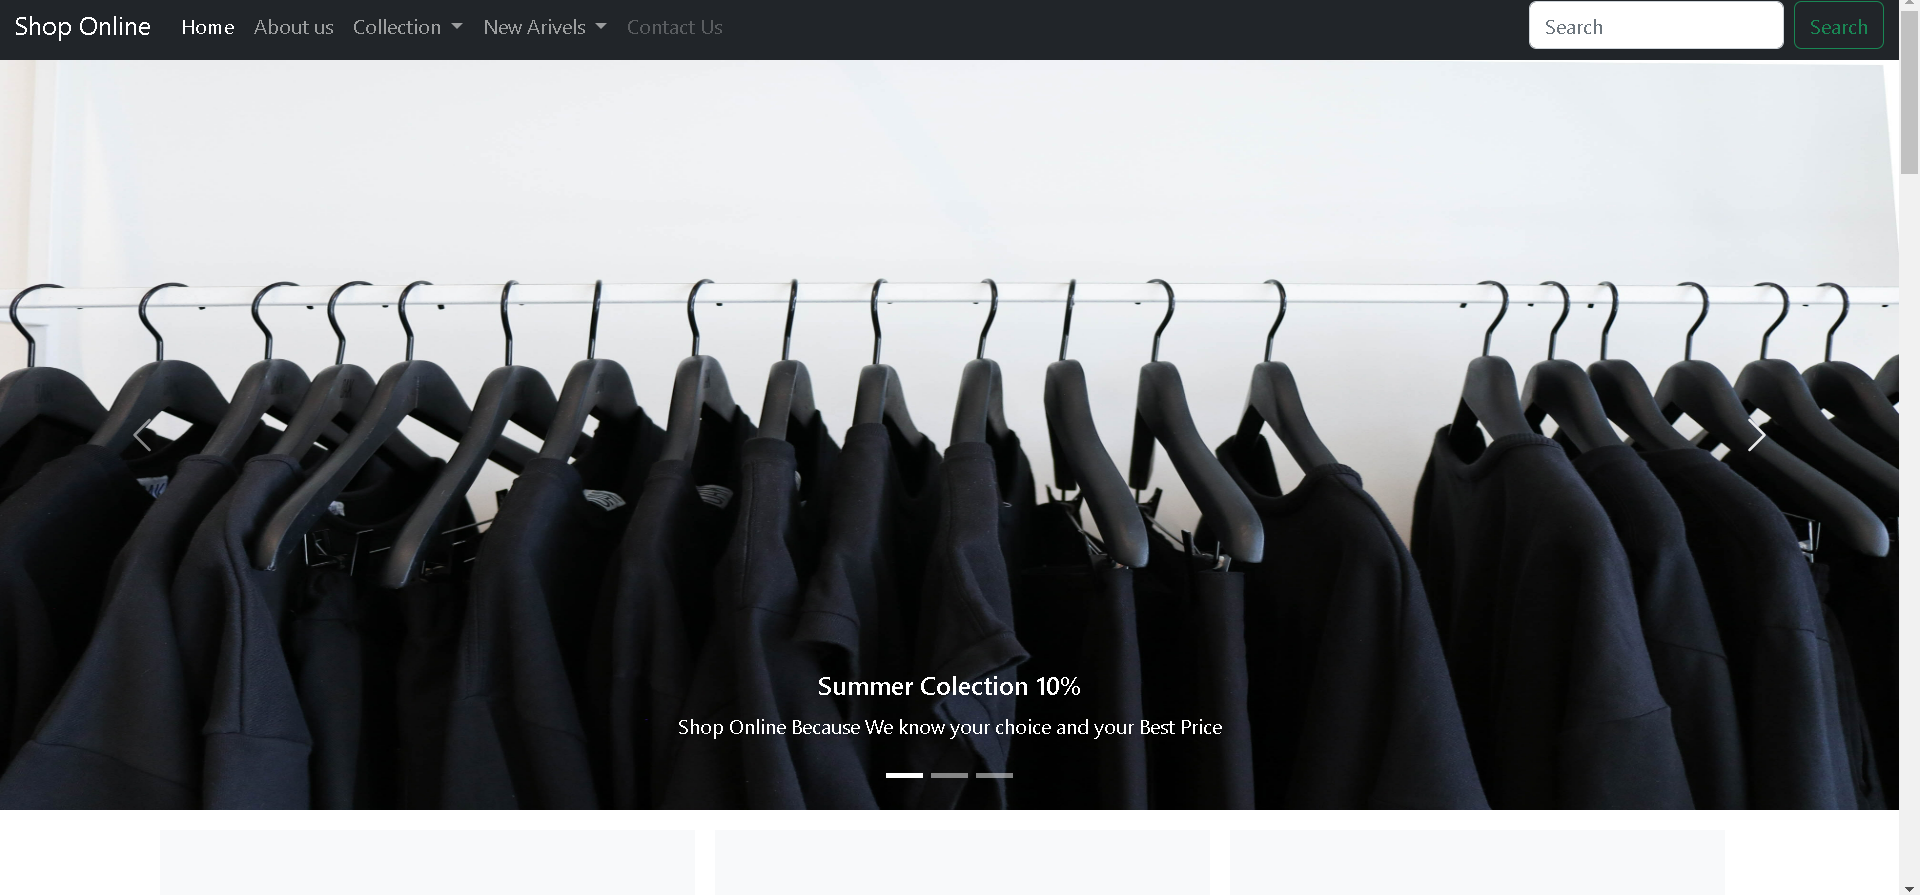 Shop Online Home About us Collection New Arivels Contact Us Search Search
Summer Colection 10%
Shop Online Because We know your choice and your Best Price